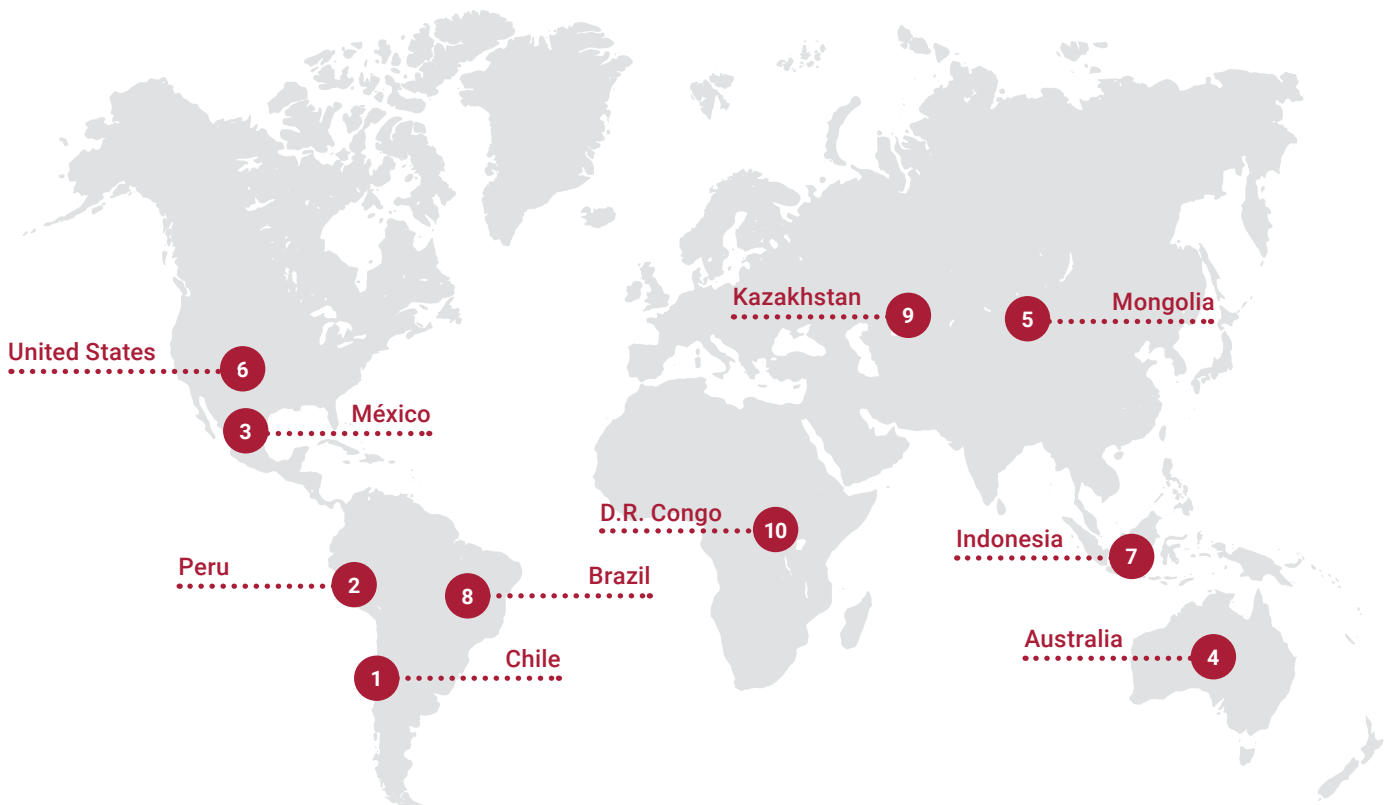 Kazakhstan
9
5
Mongolia
United States
6
México
3
D.R. Congo
10
Indonesia
7
Peru
2
Brazil
8
Australia
4
Chile
1